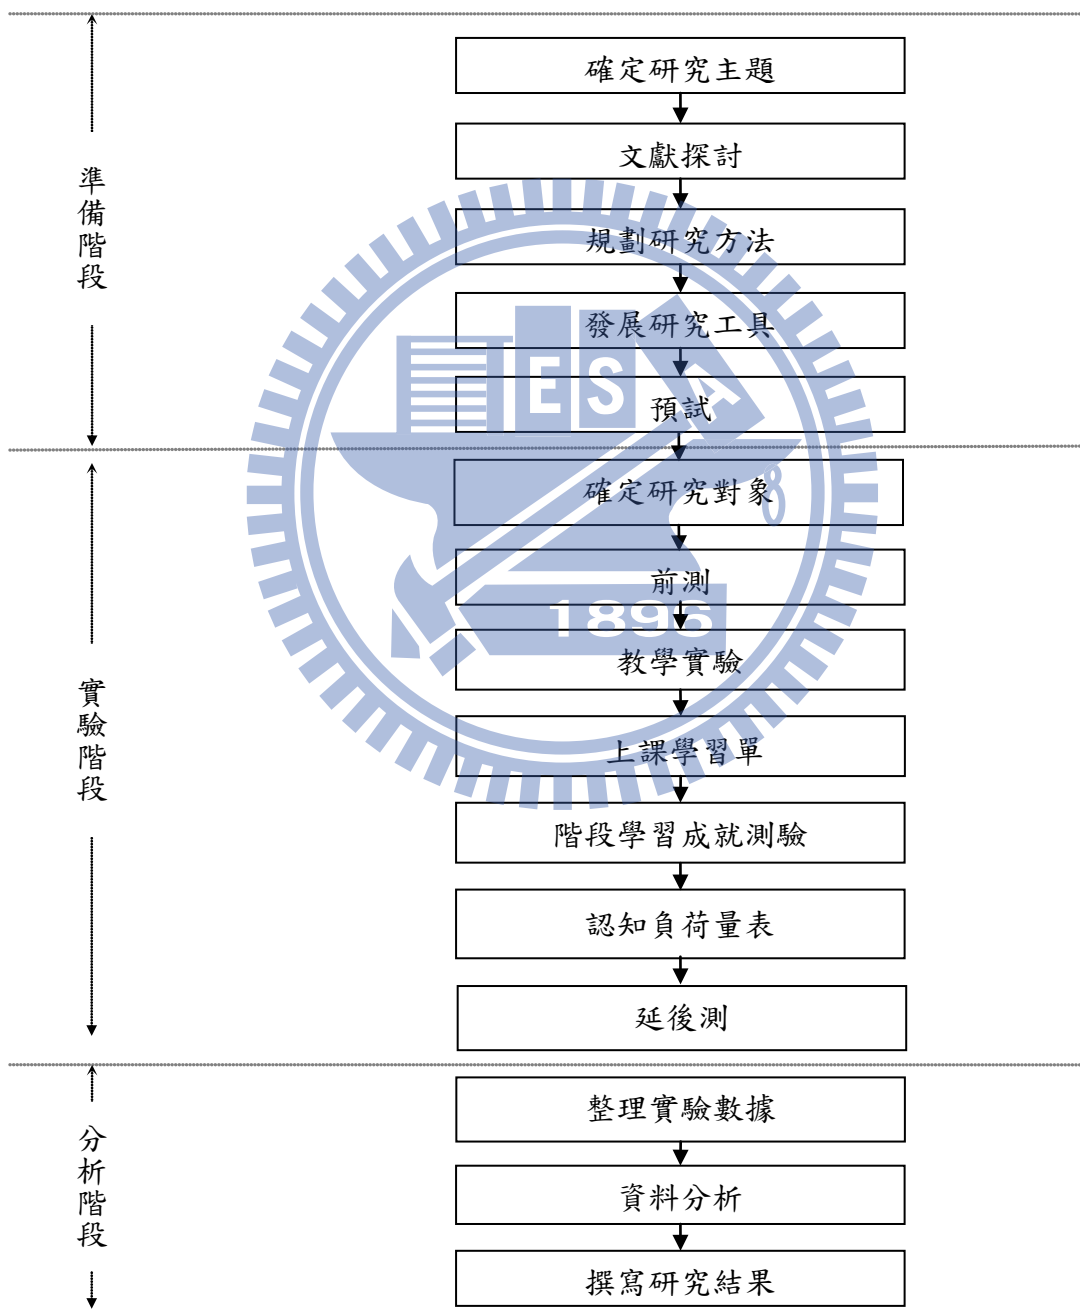 準備階段
確定研究主題
文獻探討
規劃研究方法
發展研究工具
預試
實驗階段
確定研究對象
前測
教學實驗
上課學習單
階段學習成就測驗
認知負荷量表
延後測
分析階段
整理實驗數據
資料分析
撰寫研究結果
ESA
1896